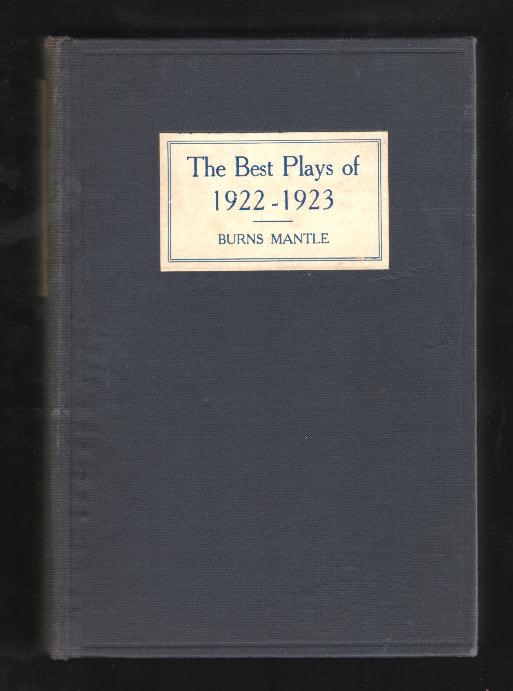 The Best Plays of
1922-1923
BURNS MANTLE